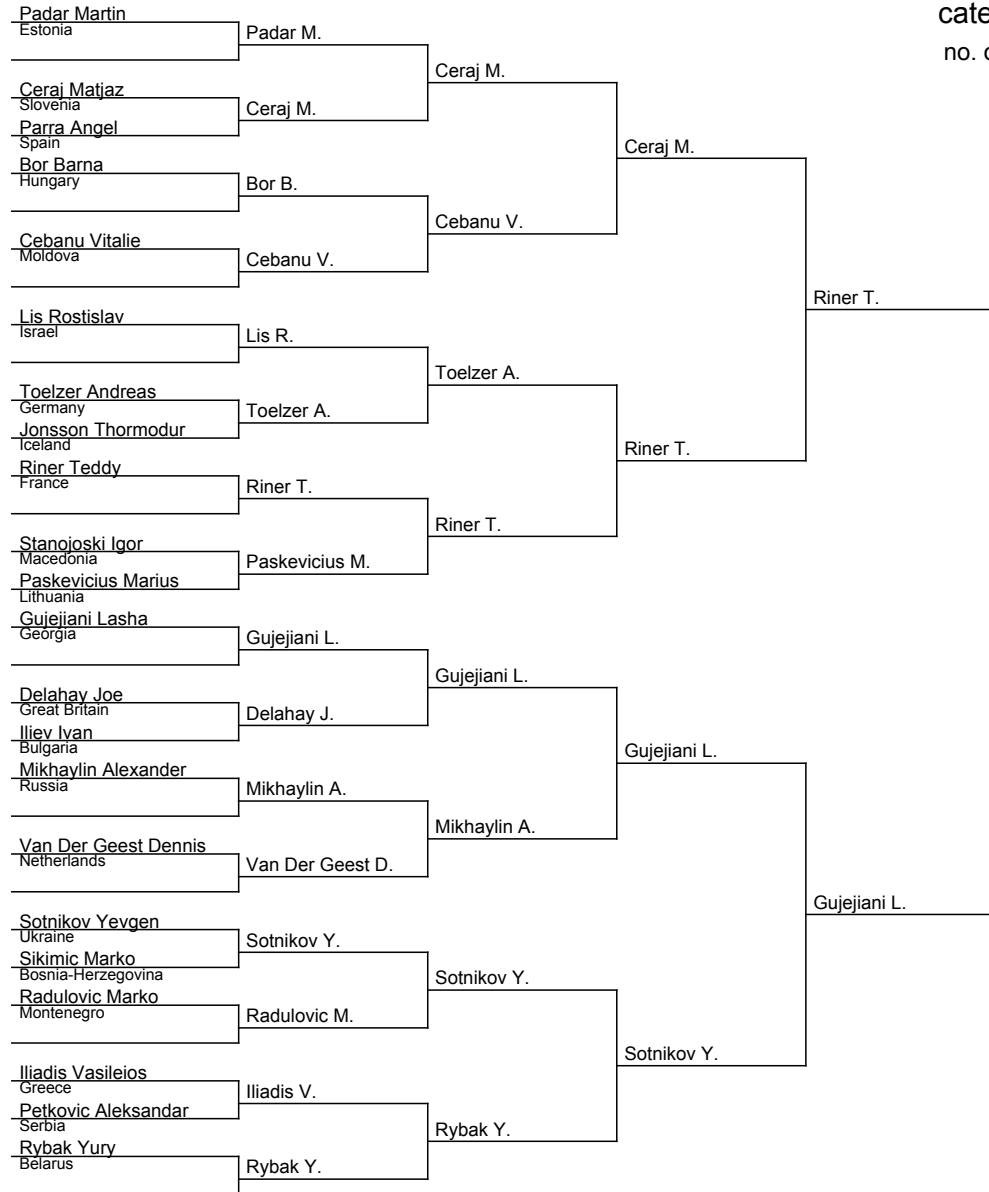 Padar Martin
Estonia
Ceraj Matjaz
Slovenia
Parra Angel
Spain
Bor Barna
Hungary
Cebanu Vitalie
Moldova
Lis Rostislav
Israel
Toelzer Andreas
Germany
Jonsson Thormodur
Iceland
Riner Teddy
France
Stanojoski Igor
Macedonia
Paskevicius Marius
Lithuania
Gujejiani Lasha
Georgia
Delahay Joe
Great Britain
Iliev Ivan
Bulgaria
Mikhaylin Alexander
Russia
Van Der Geest Dennis
Netherlands
Sotnikov Yevgen
Ukraine
Sikimic Marko
Bosnia-Herzegovina
Radulovic Marko
Montenegro
Iliadis Vasileios
Greece
Petkovic Aleksandar
Serbia
Rybak Yury
Belarus
Padar M.
Ceraj M.
Bor B.
Cebanu V.
Lis R.
Toelzer A.
Riner T.
Paskevicius M.
Gujejiani L.
Delahay J.
Mikhaylin A.
Van Der Geest D.
Sotnikov Y.
Radulovic M.
Iliadis V.
Rybak Y.
Ceraj M.
Cebanu V.
Toelzer A.
Riner T.
Gujejiani L.
Mikhaylin A.
Sotnikov Y.
Rybak Y.
Ceraj M.
Riner T.
Gujejiani L.
Sotnikov Y.
Riner T.
Gujejiani L.
cate
no. o